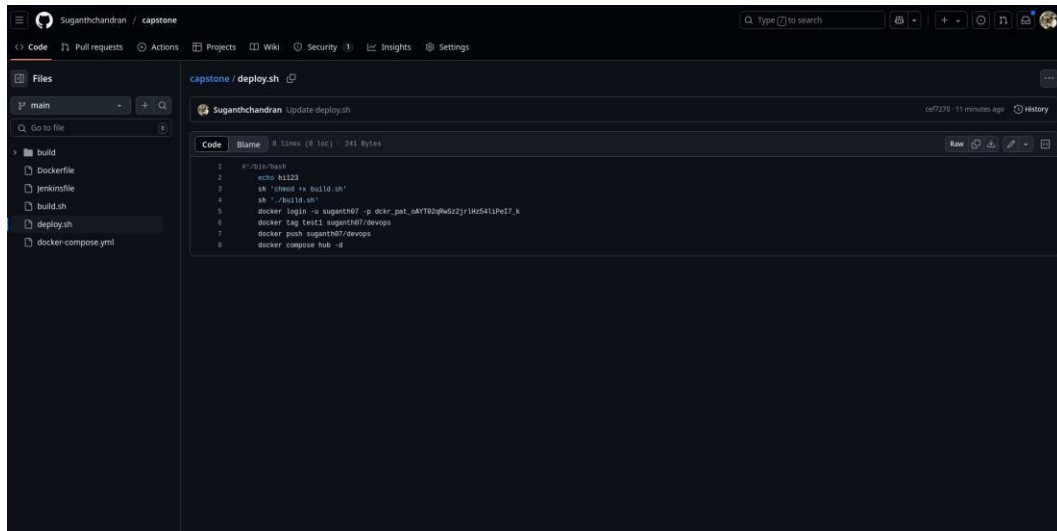 Suganthchandran / capstone
Type / to search
Code Pull requests Actions Projects Wiki Security 1 Insights Settings
Files
main
Go to file
t
build
Dockerfile
Jenkinsfile
build.sh
deploy.sh
docker-compose.yml
capstone / deploy.sh
Suganthchandran Update deploy.sh
cef7270 · 11 minutes ago History
Code Blame 8 lines (8 loc) · 241 Bytes
Raw
1 #!/bin/bash
2 echo hi123
3 sh 'chmod +x build.sh'
4 sh './build.sh'
5 docker login -u suganth07 -p
6 docker tag test1 suganth07/devops
7 docker push suganth07/devops
8 docker compose hub -d